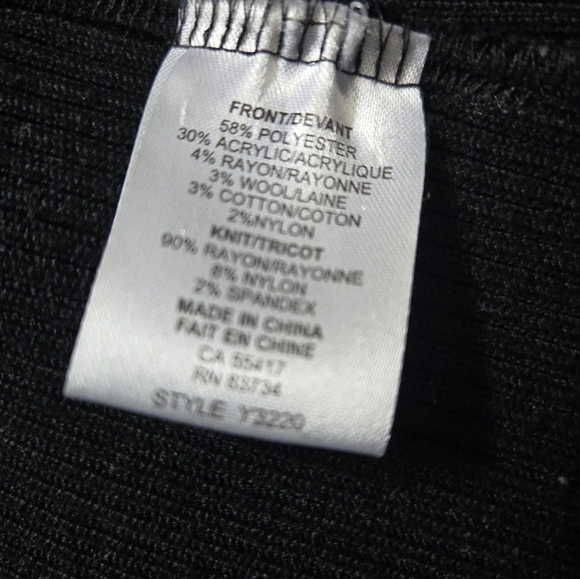 FRONT/DEVANT
58% POLYESTER
30% ACRYLIC/ACRYLIQUE
4% RAYON/RAYONNE
3% WOOL/LAINE
3% COTTON/COTON
2%NYLON
KNIT/TRICOT
90% RAYON/RAYONNE
8% NYLON
2% SPANDEX
MADE IN CHINA
FAIT EN CHINE
CA 55417
RN 83734
STYLE Y3220